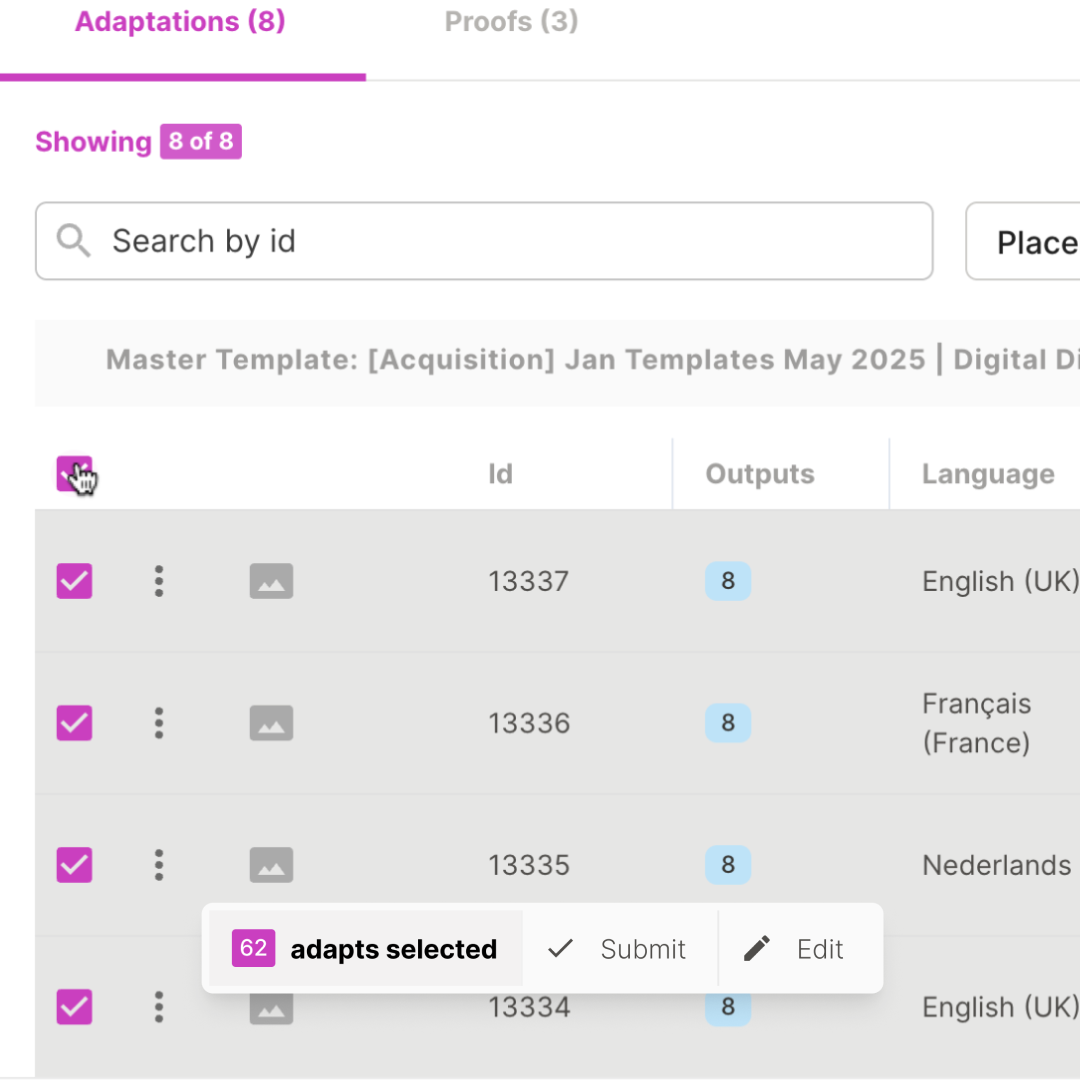 Adaptations (8) Proofs (3)
Showing 8 of 8
Search by id
Place
Master Template: [Acquisition] Jan Templates May 2025 | Digital Di
Id Outputs Language
13337 8 English (UK)
13336 8 Français
(France)
13335 8 Nederlands
62 adapts selected Submit Edit
13334 8 English (UK)